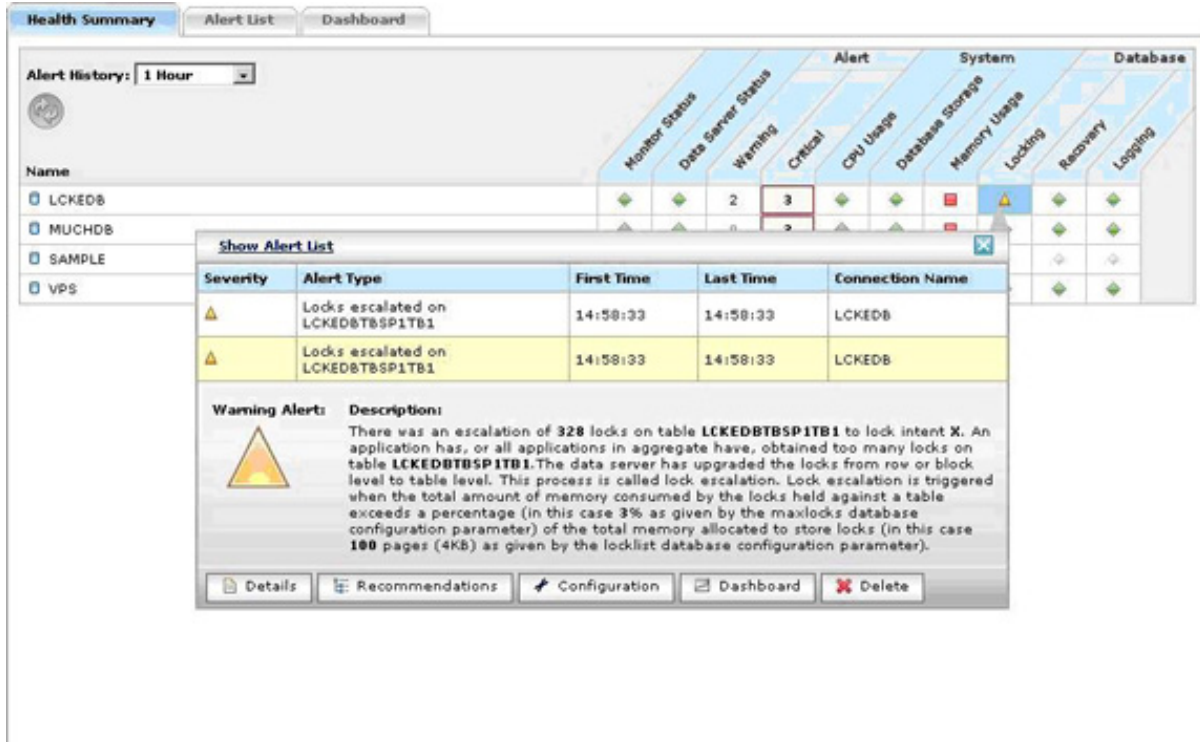 Health Summary Alert List Dashboard
Alert History: 1 Hour
Alert System Database
Monitor Status Data Server Status Warning Critical CPU Usage Database Storage Memory Usage Locking Recovery Logging
Name
LCKEDB 2 3
MUCHDB
SAMPLE
VPS
Show Alert List
Severity Alert Type First Time Last Time Connection Name
Locks escalated on
LCKEDBTBSP1TB1 14:58:33 14:58:33 LCKEDB
Locks escalated on
LCKEDBTBSP1TB1 14:58:33 14:58:33 LCKEDB
Warning Alert: Description:
There was an escalation of 328 locks on table LCKEDBTBSP1TB1 to lock intent X. An
application has, or all applications in aggregate have, obtained too many locks on
table LCKEDBTBSP1TB1.The data server has upgraded the locks from row or block
level to table level. This process is called lock escalation. Lock escalation is triggered
when the total amount of memory consumed by the locks held against a table
exceeds a percentage (in this case 3% as given by the maxlocks database
configuration parameter) of the total memory allocated to store locks (in this case
100 pages (4KB) as given by the locklist database configuration parameter).
Details Recommendations Configuration Dashboard Delete